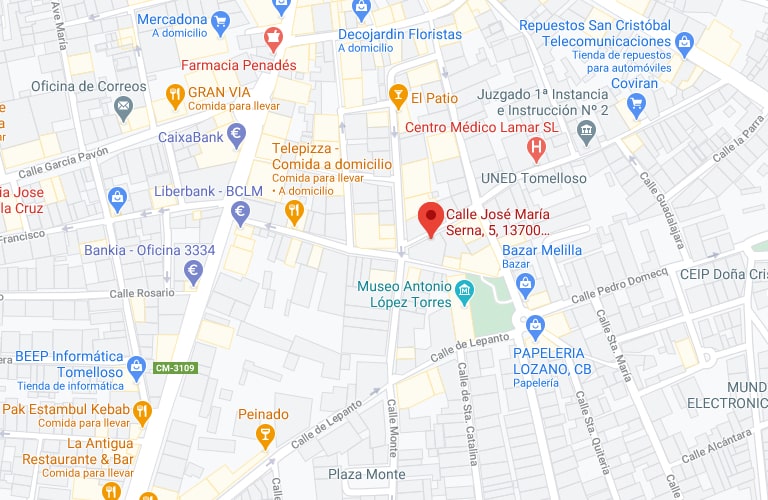 Ave María
Mercadona
A domicilio
Decojardin Floristas
A domicilio
Repuestos San Cristóbal
Telecomunicaciones
Tienda de repuestos
para automóviles
Farmacia Penadés
Oficina de Correos
GRAN VIA
Comida para llevar
El Patio
Coviran
Juzgado 1ª Instancia
e Instrucción Nº 2
CaixaBank
Calle García Pavón
Centro Médico Lamar SL
Calle la Parra
Telepizza -
Comida a domicilio
Comida para llevar
• A domicilio
UNED Tomelloso
ia Jose
la Cruz
Liberbank - BCLM
Calle Guadalajara
Francisco
Calle José María
Serna, 5, 13700...
Bankia - Oficina 3334
Bazar Melilla
Bazar
Calle Rosario
Museo Antonio
López Torres
Calle Pedro Domecq
CEIP Doña Cris
BEEP Informática
Tomelloso
Tienda de informática
CM-3109
Calle de Lepanto
PAPELERIA
LOZANO, CB
Papelería
Calle Sta. María
Pak Estambul Kebab
Comida para llevar
Peinado
Calle de Lepanto
Calle Monte
Calle de Sta. Catalina
Calle Sta. Quiteria
MUND
ELECTRONIC
La Antigua
Restaurante & Bar
Comida para llevar
Calle Alcántara
Plaza Monte